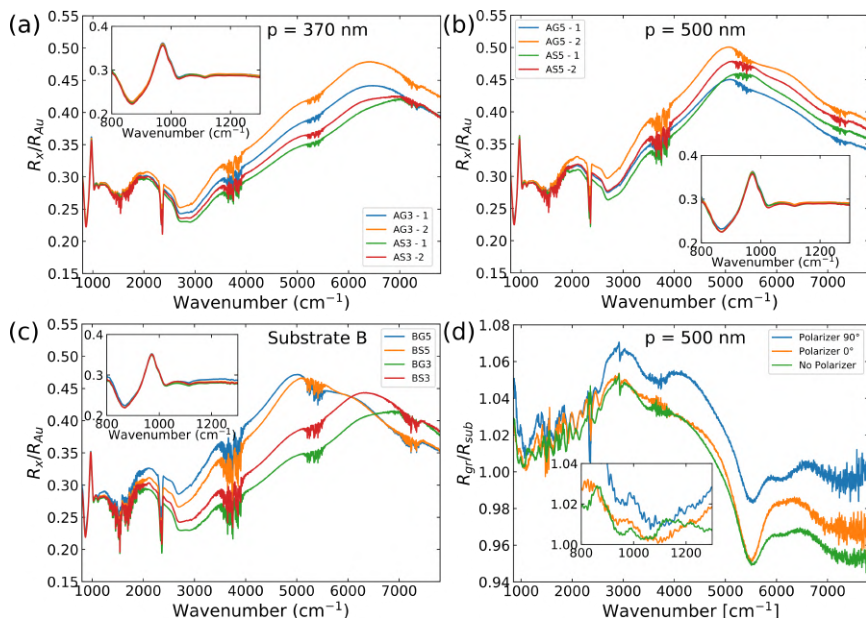 (a)
p = 370 nm
R_x/R_Au
0.55
0.50
0.45
0.40
0.35
0.30
0.25
0.20
0.15
0.4
0.3
0.2
800 1000 1200
Wavenumber (cm⁻¹)
AG3 - 1
AG3 - 2
AS3 - 1
AS3 -2
1000 2000 3000 4000 5000 6000 7000
Wavenumber (cm⁻¹)
(b)
p = 500 nm
R_x/R_Au
0.55
0.50
0.45
0.40
0.35
0.30
0.25
0.20
0.15
AG5 - 1
AG5 - 2
AS5 - 1
AS5 -2
0.4
0.3
0.2
800 1000 1200
Wavenumber (cm⁻¹)
1000 2000 3000 4000 5000 6000 7000
Wavenumber (cm⁻¹)
(c)
Substrate B
R_x/R_Au
0.55
0.50
0.45
0.40
0.35
0.30
0.25
0.20
0.15
0.4
0.3
0.2
800 1000 1200
Wavenumber (cm⁻¹)
BG5
BS5
BG3
BS3
1000 2000 3000 4000 5000 6000 7000
Wavenumber (cm⁻¹)
(d)
p = 500 nm
R_gr/R_sub
1.08
1.06
1.04
1.02
1.00
0.98
0.96
0.94
Polarizer 90°
Polarizer 0°
No Polarizer
1.04
1.02
1.00
800 1000 1200
1000 2000 3000 4000 5000 6000 7000
Wavenumber [cm⁻¹]